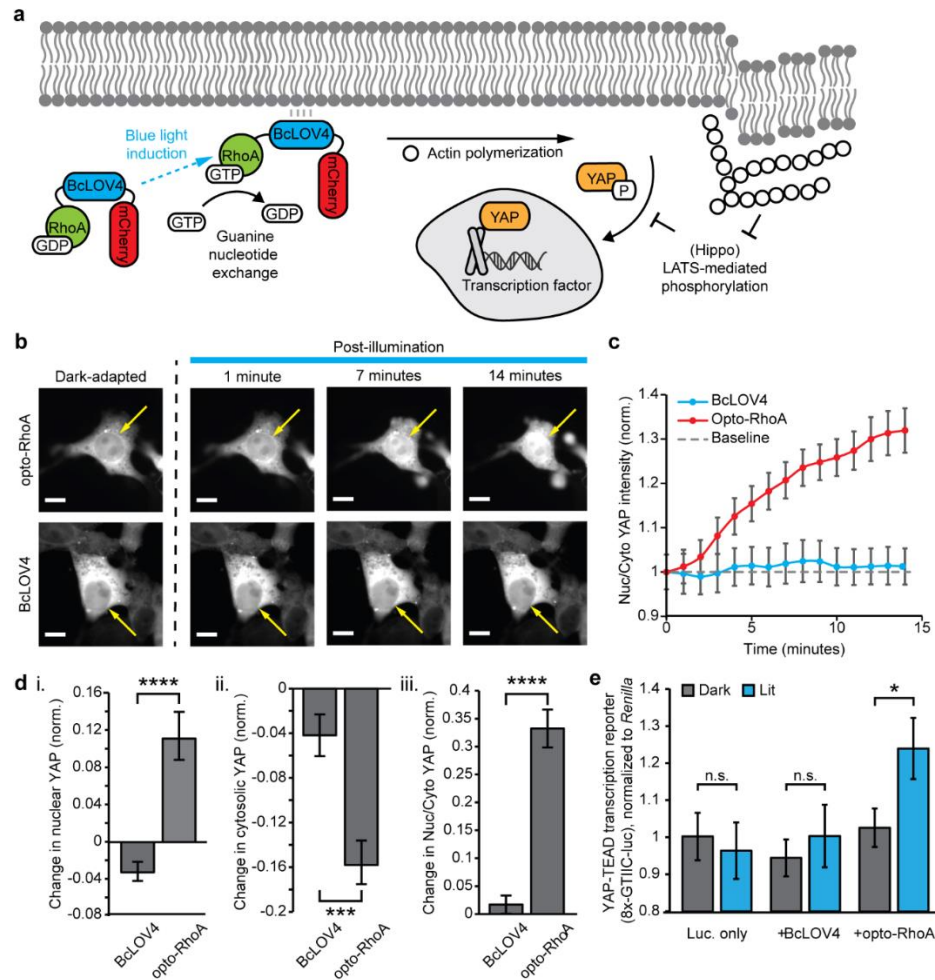 a
Blue light
induction
BcLOV4
RhoA
GDP
mCherry
BcLOV4
RhoA
GTP
mCherry
GTP
GDP
Guanine
nucleotide
exchange
Actin polymerization
YAP
P
YAP
Transcription factor
(Hippo)
LATS-mediated
phosphorylation
b
Post-illumination
Dark-adapted
1 minute
7 minutes
14 minutes
opto-RhoA
BcLOV4
c
Nuc/Cyto YAP intensity (norm.)
1.4
1.3
1.2
1.1
1
0.9
BcLOV4
Opto-RhoA
Baseline
0
5
10
15
Time (minutes)
d
i.
Change in nuclear YAP (norm.)
0.16
0.12
0.08
0.04
0
-0.04
-0.08
****
BcLOV4
opto-RhoA
ii.
Change in cytosolic YAP (norm.)
0
-0.04
-0.08
-0.12
-0.16
-0.2
***
BcLOV4
opto-RhoA
iii.
Change in Nuc/Cyto YAP (norm.)
0.4
0.35
0.3
0.25
0.2
0.15
0.1
0.05
0
****
BcLOV4
opto-RhoA
e
YAP-TEAD transcription reporter
(8x-GTIIC-luc), normalized to Renilla
1.4
1.3
1.2
1.1
1
0.9
0.8
Dark
Lit
n.s.
n.s.
*
Luc. only
+BcLOV4
+opto-RhoA